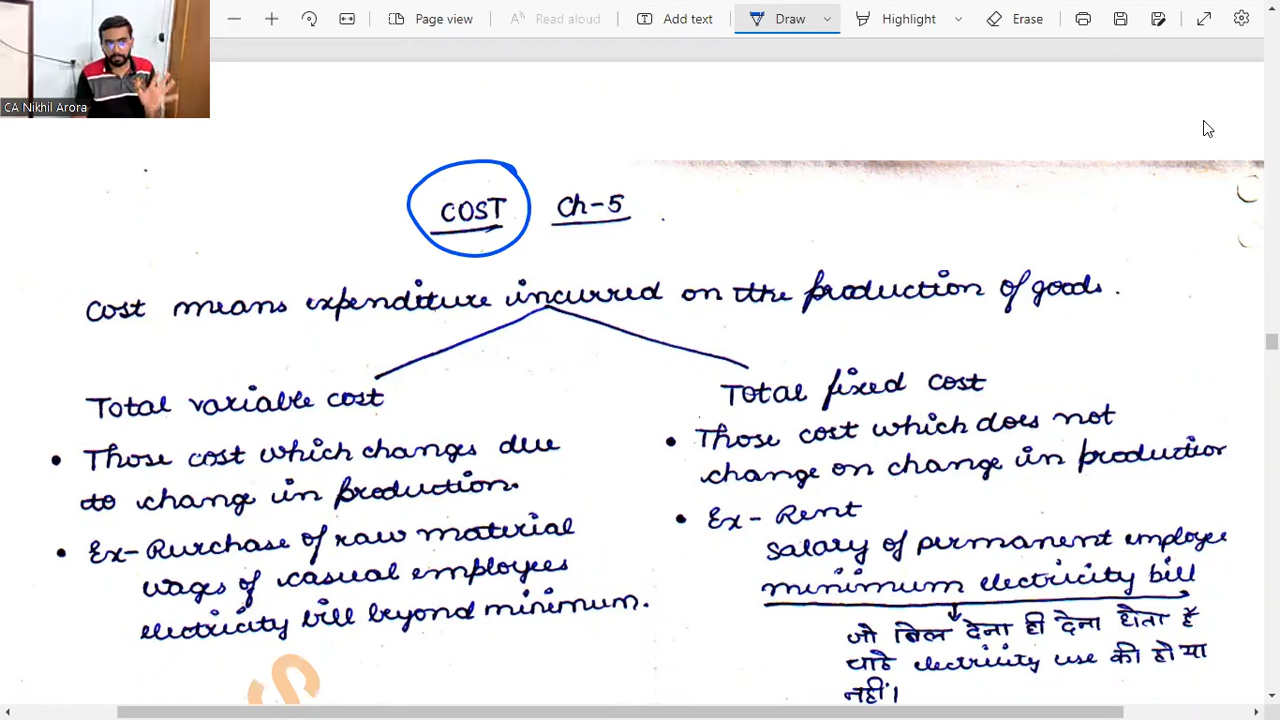 Page view
Read aloud
Add text
Draw
Highlight
Erase
CA Nikhil Arora
COST Ch-5
Cost means expenditure incurred on the production of goods.
Total variable cost
• Those cost which changes due
to change in production.
• Ex- Purchase of raw material
wages of casual employees
electricity bill beyond minimum.
Total fixed cost
• Those cost which does not
change on change in production
• Ex- Rent
Salary of permanent employee
minimum electricity bill
जो बिल देना ही देना होता है
चाहे electricity use की हो या
नहीं।
S